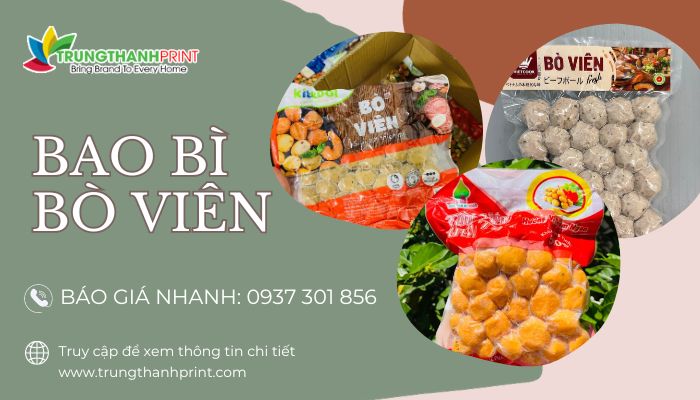 TRUNGTHANHPRINT
Bring Brand To Every Home
BAO BÌ
BÒ VIÊN
BÁO GIÁ NHANH: 0937 301 856
Truy cập để xem thông tin chi tiết
www.trungthanhprint.com
BÒ
VIÊN
BÒ VIÊN
ビーフボール